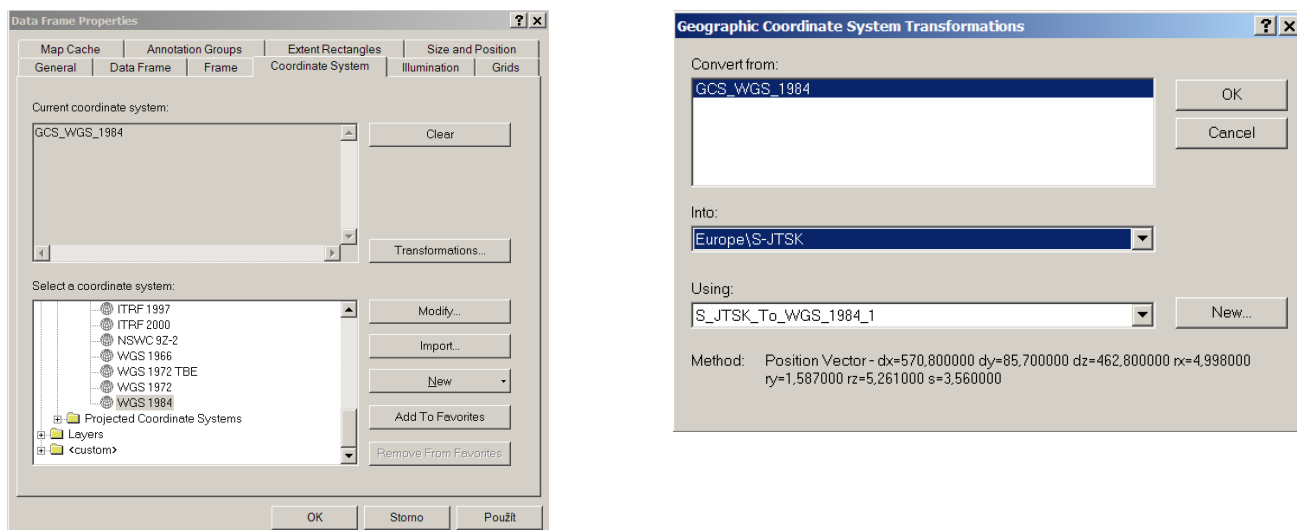 Data Frame Properties
Map Cache
Annotation Groups
Extent Rectangles
Size and Position
General
Data Frame
Frame
Coordinate System
Illumination
Grids
Current coordinate system:
GCS_WGS_1984
Clear
Transformations...
Select a coordinate system:
ITRF 1997
ITRF 2000
NSWC 9Z-2
WGS 1966
WGS 1972 TBE
WGS 1972
WGS 1984
Projected Coordinate Systems
Layers
<custom>
Modify...
Import...
New
Add To Favorites
Remove From Favorites
OK
Storno
Použít
Geographic Coordinate System Transformations
Convert from:
GCS_WGS_1984
OK
Cancel
Into:
Europe\S-JTSK
Using:
S_JTSK_To_WGS_1984_1
New...
Method: Position Vector - dx=570,800000 dy=85,700000 dz=462,800000 rx=4,998000
ry=1,587000 rz=5,261000 s=3,560000